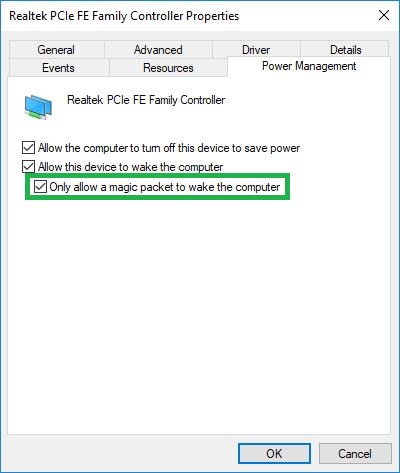 Realtek PCIe FE Family Controller Properties
General Advanced Driver Details
Events Resources Power Management
Realtek PCIe FE Family Controller
Allow the computer to turn off this device to save power
Allow this device to wake the computer
Only allow a magic packet to wake the computer
OK Cancel